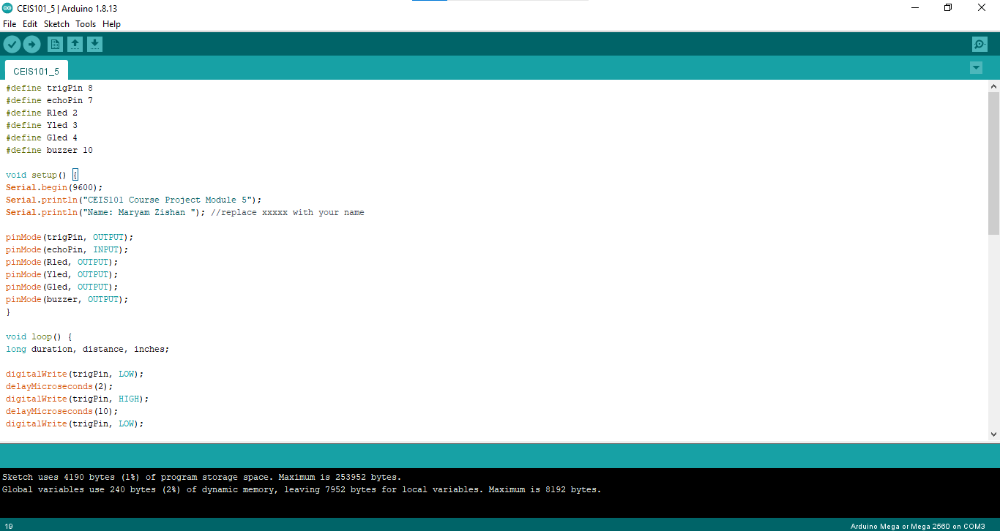 CEIS101_5 | Arduino 1.8.13
File Edit Sketch Tools Help
CEIS101_5
#define trigPin 8
#define echoPin 7
#define Rled 2
#define Yled 3
#define Gled 4
#define buzzer 10
void setup() {
Serial.begin(9600);
Serial.println("CEIS101 Course Project Module 5");
Serial.println("Name: Maryam Zishan "); //replace xxxxx with your name
pinMode(trigPin, OUTPUT);
pinMode(echoPin, INPUT);
pinMode(Rled, OUTPUT);
pinMode(Yled, OUTPUT);
pinMode(Gled, OUTPUT);
pinMode(buzzer, OUTPUT);
}
void loop() {
long duration, distance, inches;
digitalWrite(trigPin, LOW);
delayMicroseconds(2);
digitalWrite(trigPin, HIGH);
delayMicroseconds(10);
digitalWrite(trigPin, LOW);
Sketch uses 4190 bytes (1%) of program storage space. Maximum is 253952 bytes.
Global variables use 240 bytes (2%) of dynamic memory, leaving 7952 bytes for local variables. Maximum is 8192 bytes.
19 Arduino Mega or Mega 2560 on COM3